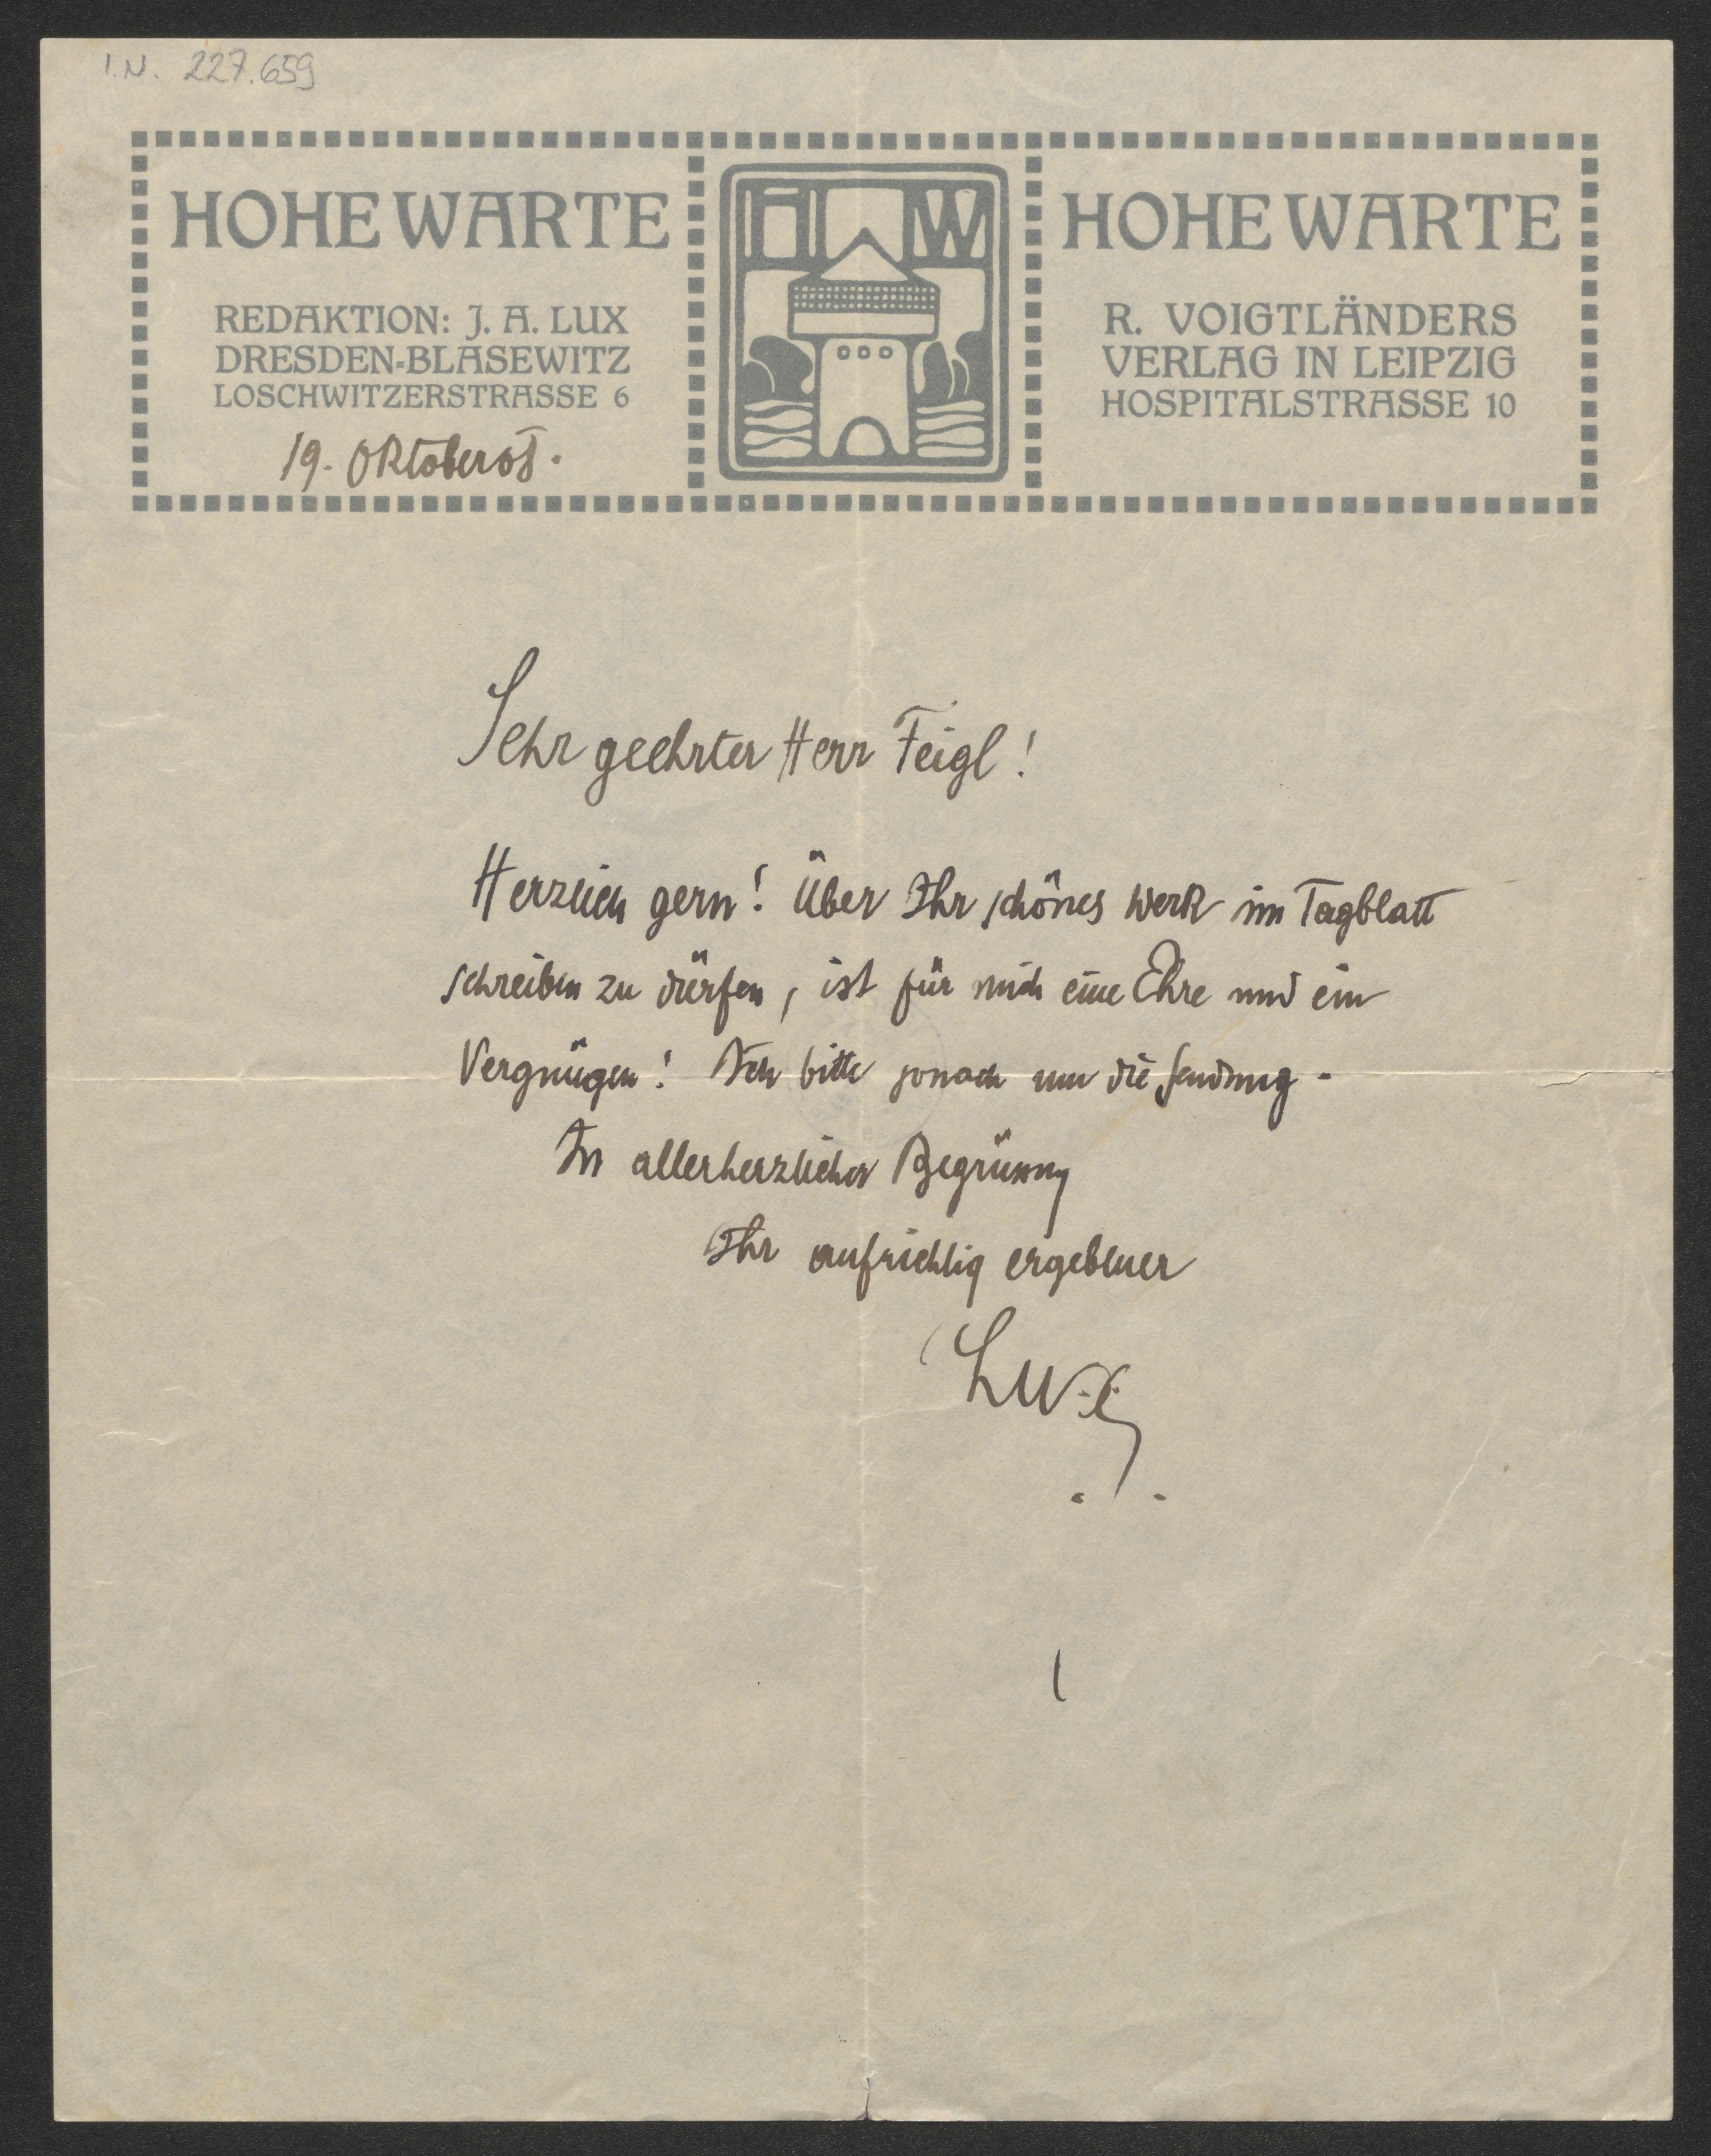 I.N. 227.659
HOHE WARTE
REDAKTION: J. A. LUX
DRESDEN-BLASEWITZ
LOSCHWITZERSTRASSE 6
19. Oktober 08.
HW
HOHE WARTE
R. VOIGTLÄNDERS
VERLAG IN LEIPZIG
HOSPITALSTRASSE 10
Sehr geehrter Herr Feigl!
Herzlich gern! Über Ihr schönes Werk im Tagblatt
schreiben zu dürfen, ist für mich eine Ehre und ein
Vergnügen! Ich bitte sonach um die Sendung.
In allerherzlicher Begrüssung
Ihr aufrichtig ergebener
Lux